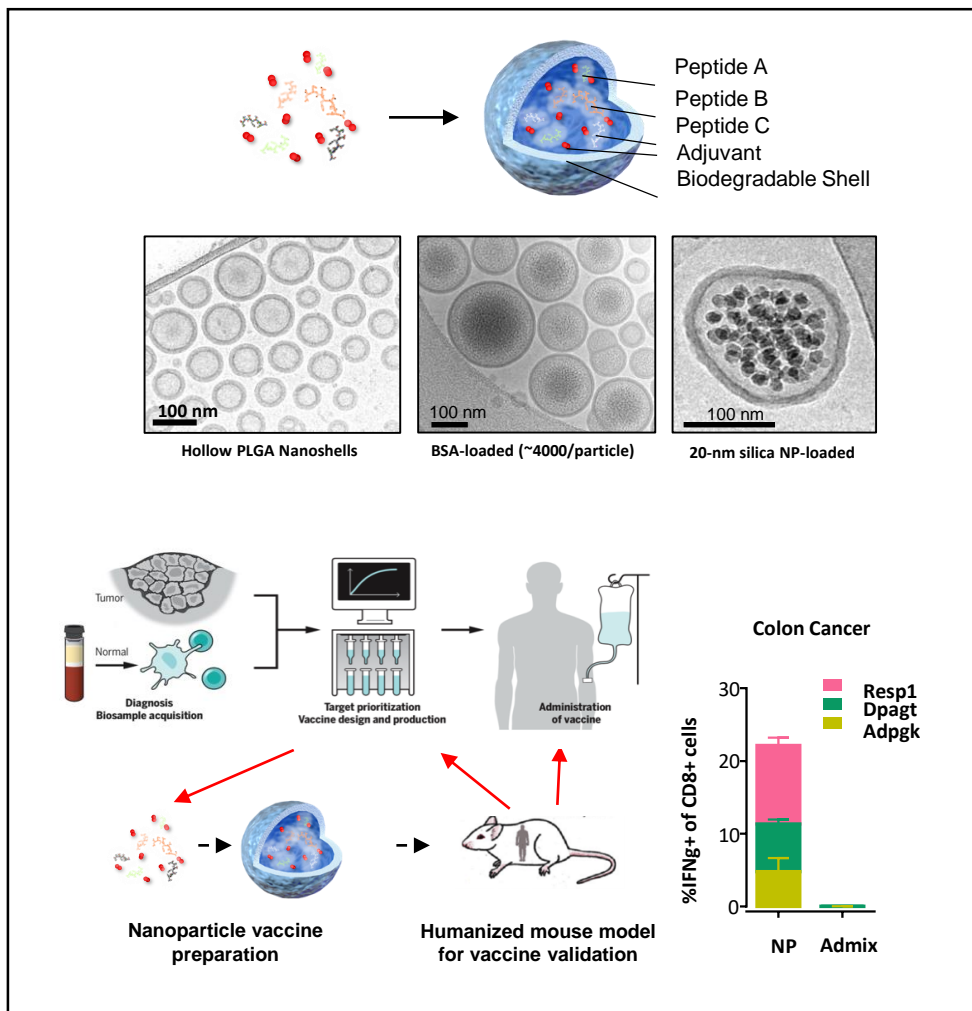 Peptide A
Peptide B
Peptide C
Adjuvant
Biodegradable Shell
100 nm
100 nm
100 nm
Hollow PLGA Nanoshells
BSA-loaded (~4000/particle)
20-nm silica NP-loaded
Tumor
Normal
Diagnosis
Biosample acquisition
Target prioritization
Vaccine design and production
Administration
of vaccine
Nanoparticle vaccine
preparation
Humanized mouse model
for vaccine validation
Colon Cancer
Resp1
Dpagt
Adpgk
%IFNg+ of CD8+ cells
30
20
10
0
NP
Admix